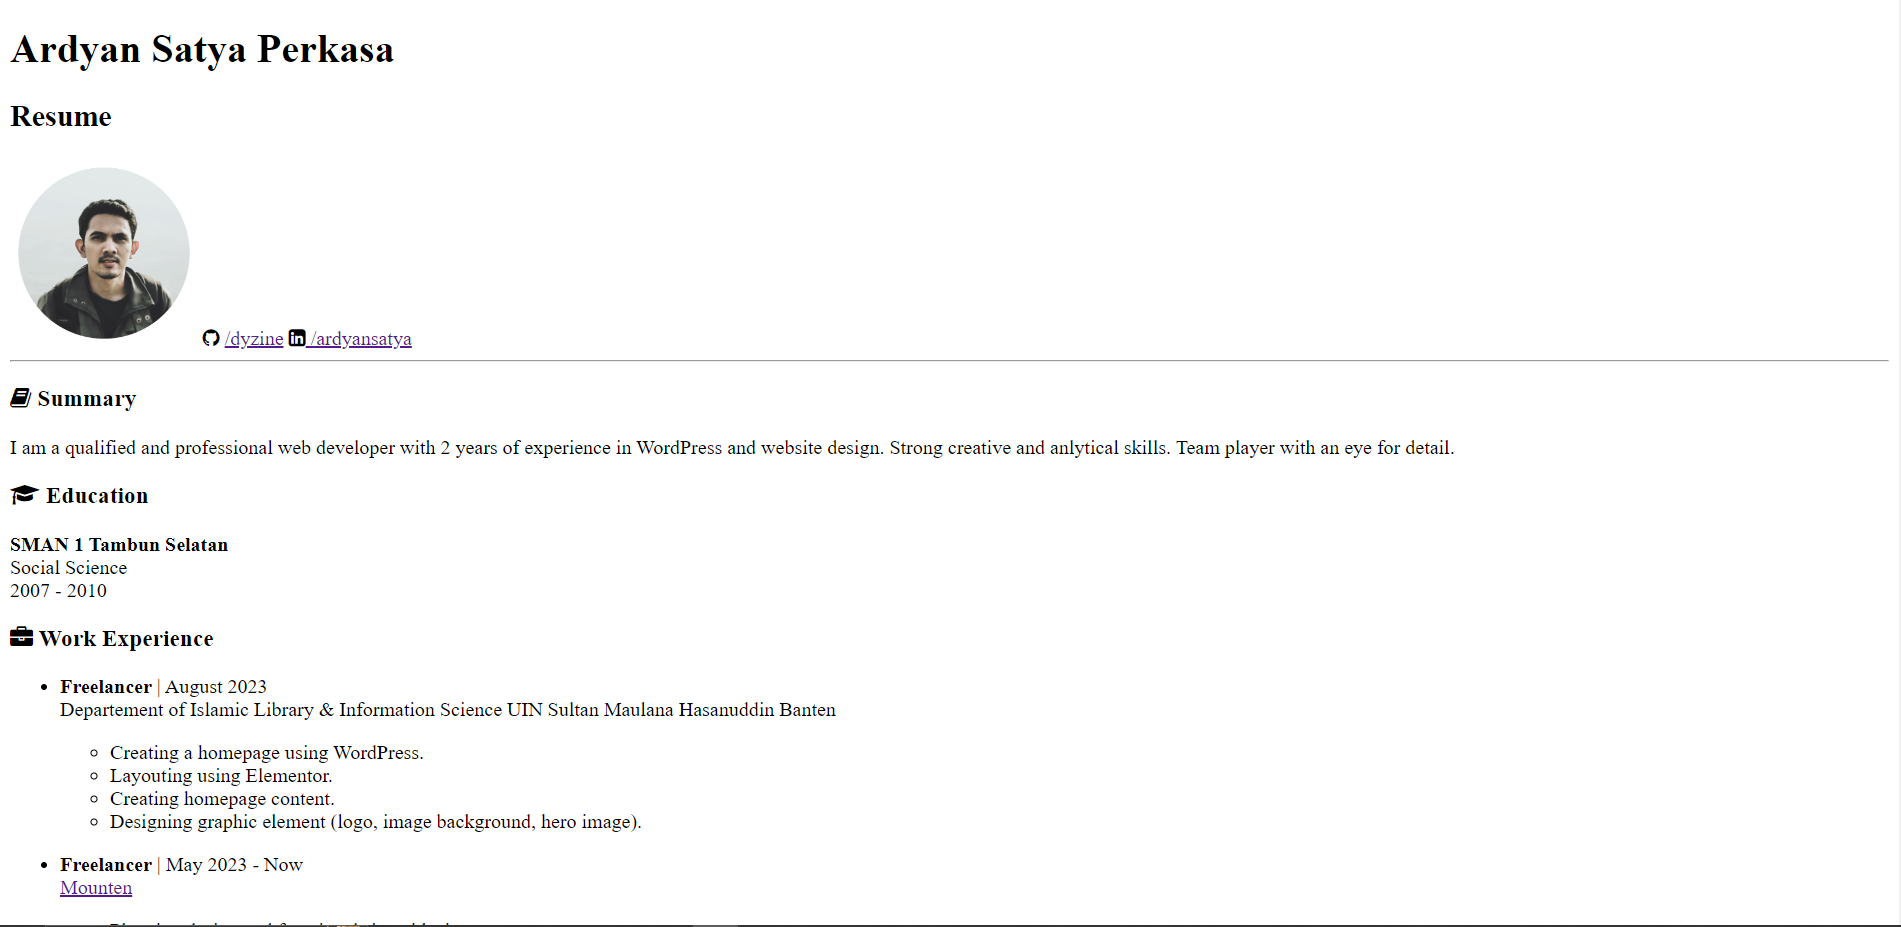 Ardyan Satya Perkasa
Resume
/dyzine /ardyansatya
Summary
I am a qualified and professional web developer with 2 years of experience in WordPress and website design. Strong creative and anlytical skills. Team player with an eye for detail.
Education
SMAN 1 Tambun Selatan
Social Science
2007 - 2010
Work Experience
Freelancer | August 2023
Departement of Islamic Library & Information Science UIN Sultan Maulana Hasanuddin Banten
Creating a homepage using WordPress.
Layouting using Elementor.
Creating homepage content.
Designing graphic element (logo, image background, hero image).
Freelancer | May 2023 - Now
Mounten